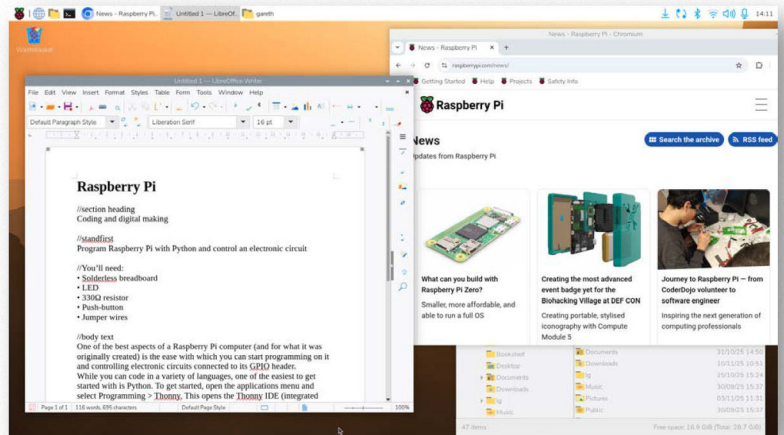 News - Raspberry Pi...
Untitled 1 — LibreOf...
gareth
14:11
Wastebasket
Untitled 1 — LibreOffice Writer
File Edit View Insert Format Styles Table Form Tools Window Help
Default Paragraph Style
Liberation Serif
16 pt
Raspberry Pi
//section heading
Coding and digital making
//standfirst
Program Raspberry Pi with Python and control an electronic circuit
//You'll need:
• Solderless breadboard
• LED
• 330Ω resistor
• Push-button
• Jumper wires
//body text
One of the best aspects of a Raspberry Pi computer (and for what it
originally created) is the ease with which you can start programming on it
and controlling electronic circuits connected to its GPIO header.
While you can code in a variety of languages, one of the easiest to get
started with is Python. To get started, open the applications menu and
select Programming > Thonny. This opens the Thonny IDE (integrated
Page 1 of 1
116 words, 695 characters
Default Page Style
100%
News - Raspberry Pi - Chromium
News - Raspberry Pi
raspberrypi.com/news/
Getting Started Help Projects Safety Info
Raspberry Pi
News
Updates from Raspberry Pi
Search the archive
RSS feed
What can you build with
Raspberry Pi Zero?
Smaller, more affordable, and
able to run a full OS
Creating the most advanced
event badge yet for the
Biohacking Village at DEF CON
Creating portable, stylised
iconography with Compute
Module 5
Journey to Raspberry Pi — from
CoderDojo volunteer to
software engineer
Inspiring the next generation of
computing professionals
Bookshelf
Desktop
Documents
Downloads
lg
Music
Documents 31/10/25 14:50
Downloads 10/11/25 10:51
lg 25/10/25 15:24
Music 30/09/25 15:37
Pictures 03/11/25 11:31
Public 30/09/25 15:37
47 items
Free space: 16.9 GiB (Total: 28.7 GiB)